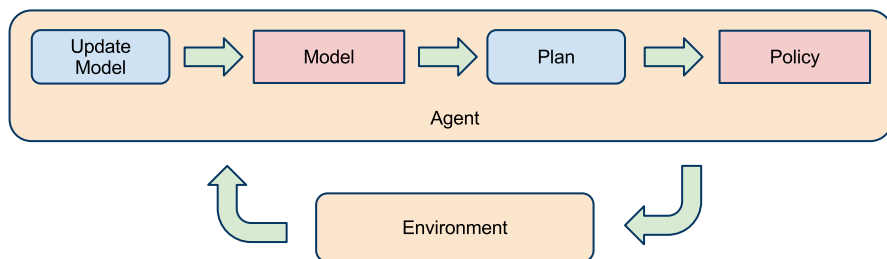 Update
Model
Model
Plan
Policy
Agent
Environment